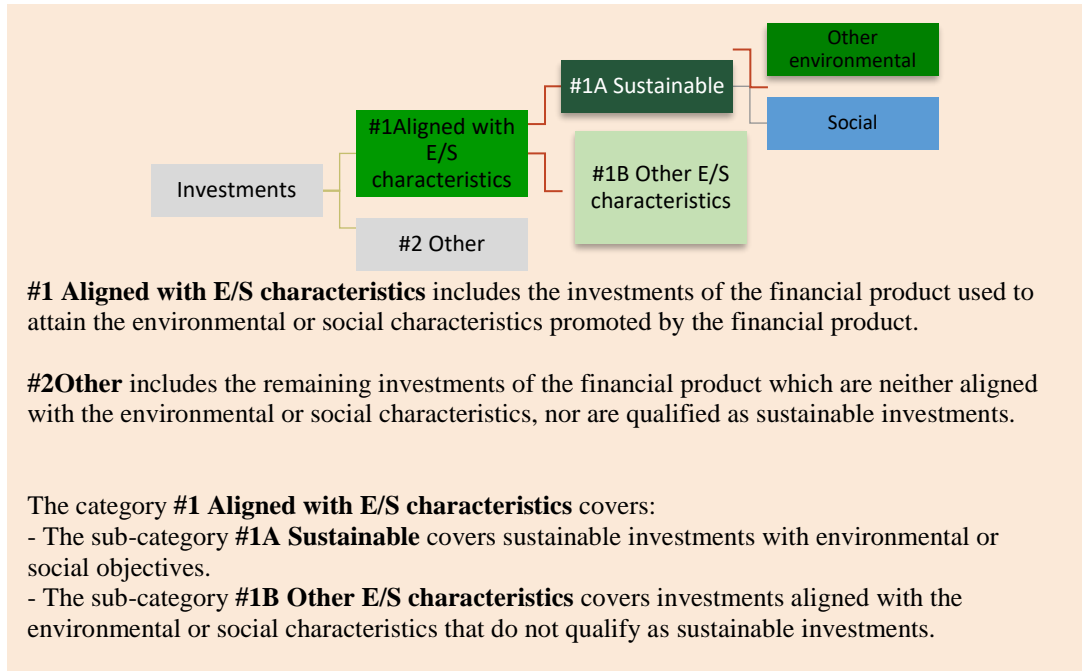 Other
environmental
#1A Sustainable
Social
#1Aligned with
E/S
characteristics
#1B Other E/S
characteristics
Investments
#2 Other
#1 Aligned with E/S characteristics includes the investments of the financial product used to
attain the environmental or social characteristics promoted by the financial product.
#2Other includes the remaining investments of the financial product which are neither aligned
with the environmental or social characteristics, nor are qualified as sustainable investments.
The category #1 Aligned with E/S characteristics covers:
- The sub-category #1A Sustainable covers sustainable investments with environmental or
social objectives.
- The sub-category #1B Other E/S characteristics covers investments aligned with the
environmental or social characteristics that do not qualify as sustainable investments.